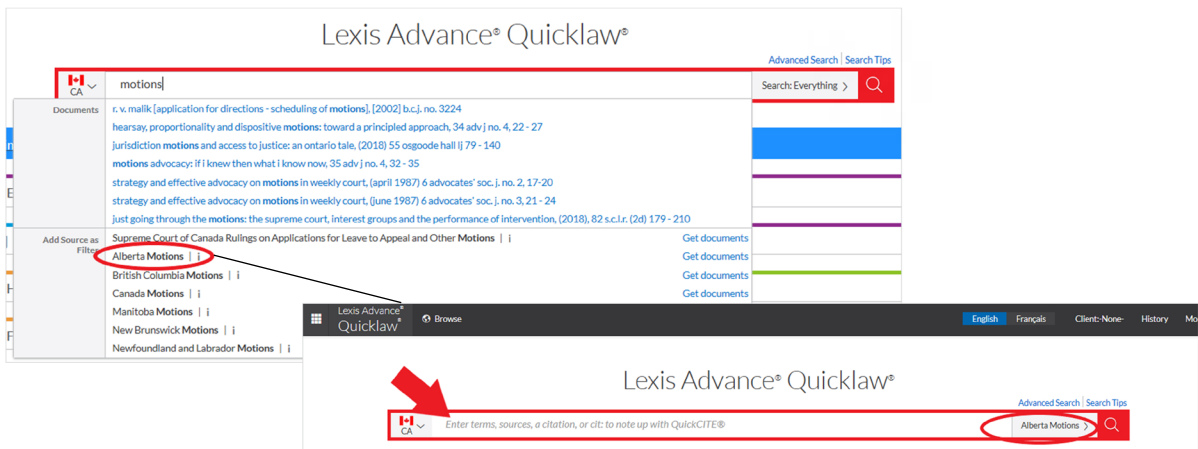 Lexis Advance® Quicklaw®
Advanced Search | Search Tips
CA motions Search: Everything
Documents
r. v. malik [application for directions - scheduling of motions], [2002] b.c.j. no. 3224
hearsay, proportionality and dispositive motions: toward a principled approach, 34 adv j no. 4, 22 - 27
jurisdiction motions and access to justice: an ontario tale, (2018) 55 osgoode hall lj 79 - 140
motions advocacy: if i knew then what i know now, 35 adv j no. 4, 32 - 35
strategy and effective advocacy on motions in weekly court, (april 1987) 6 advocates' soc. j. no. 2, 17-20
strategy and effective advocacy on motions in weekly court, (june 1987) 6 advocates' soc. j. no. 3, 21 - 24
just going through the motions: the supreme court, interest groups and the performance of intervention, (2018), 82 s.c.l.r. (2d) 179 - 210
Add Source as
Filter
Supreme Court of Canada Rulings on Applications for Leave to Appeal and Other Motions | i Get documents
Alberta Motions | i Get documents
British Columbia Motions | i Get documents
Canada Motions | i Get documents
Manitoba Motions | i
New Brunswick Motions | i
Newfoundland and Labrador Motions | i
Lexis Advance®
Quicklaw®
Browse English Français Client:-None- History Mo
Lexis Advance® Quicklaw®
Advanced Search | Search Tips
CA Enter terms, sources, a citation, or cit: to note up with QuickCITE® Alberta Motions